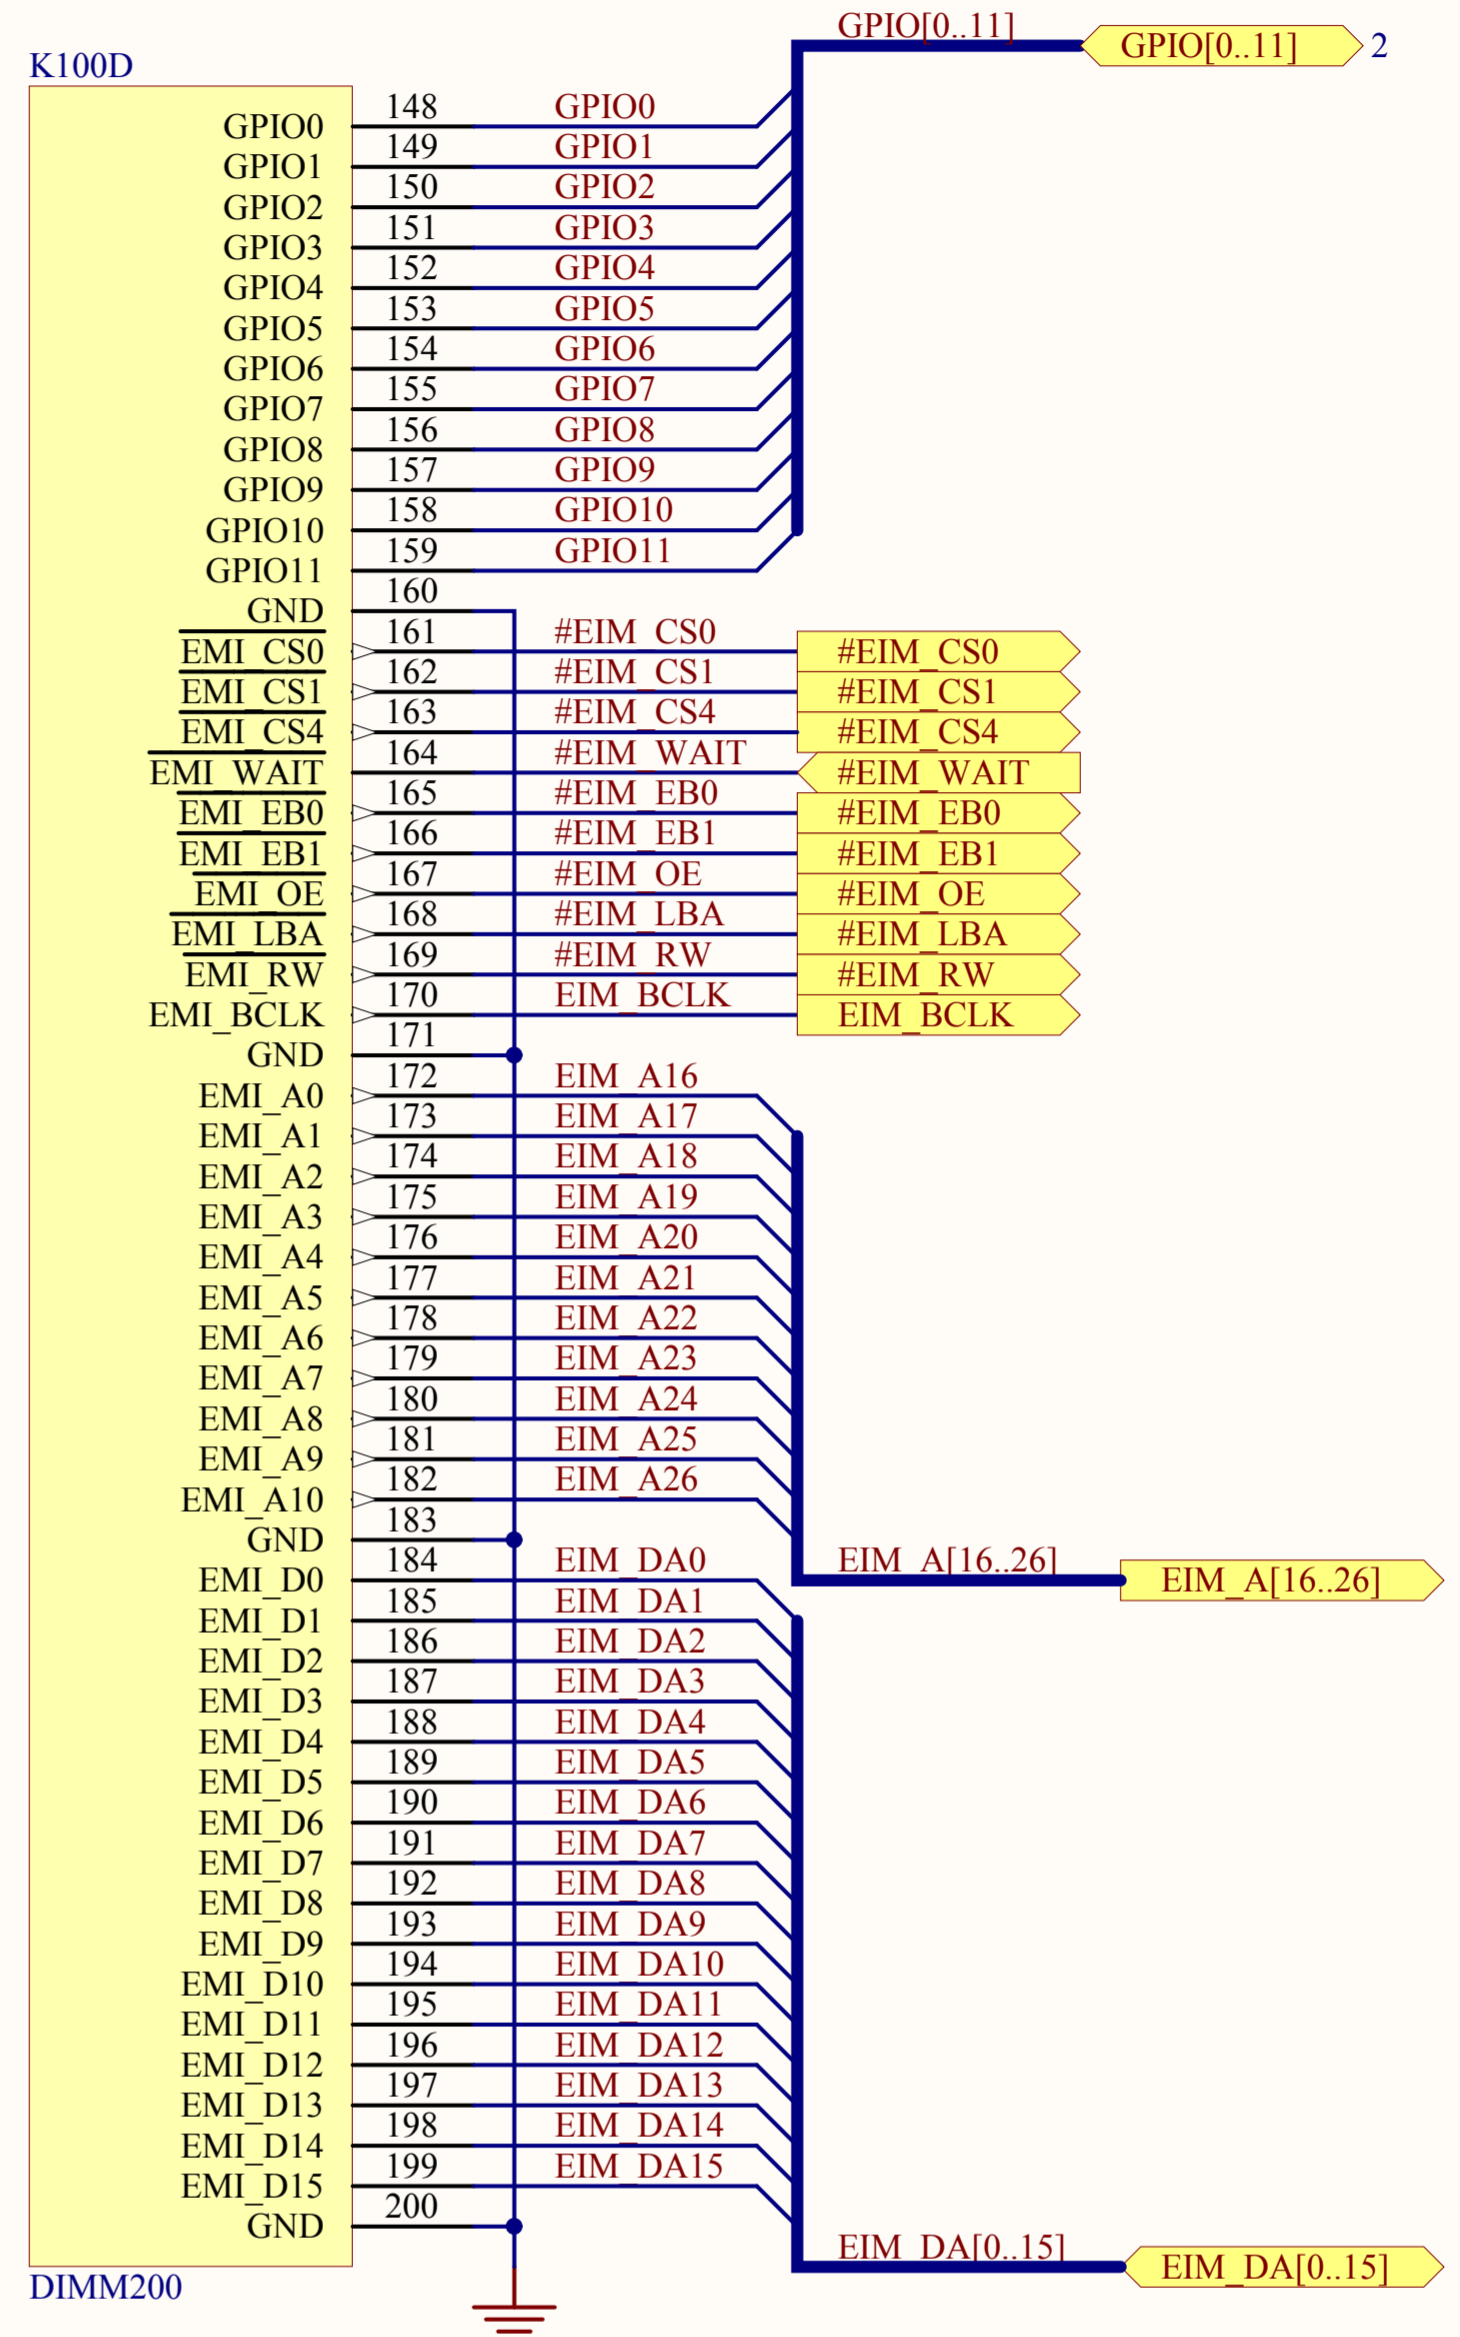 GPIO[0..11]
GPIO[0..11] 2
K100D
GPIO0 148 GPIO0
GPIO1 149 GPIO1
GPIO2 150 GPIO2
GPIO3 151 GPIO3
GPIO4 152 GPIO4
GPIO5 153 GPIO5
GPIO6 154 GPIO6
GPIO7 155 GPIO7
GPIO8 156 GPIO8
GPIO9 157 GPIO9
GPIO10 158 GPIO10
GPIO11 159 GPIO11
GND 160
EMI_CS0 161 #EIM_CS0 #EIM_CS0
EMI_CS1 162 #EIM_CS1 #EIM_CS1
EMI_CS4 163 #EIM_CS4 #EIM_CS4
EMI_WAIT 164 #EIM_WAIT #EIM_WAIT
EMI_EB0 165 #EIM_EB0 #EIM_EB0
EMI_EB1 166 #EIM_EB1 #EIM_EB1
EMI_OE 167 #EIM_OE #EIM_OE
EMI_LBA 168 #EIM_LBA #EIM_LBA
EMI_RW 169 #EIM_RW #EIM_RW
EMI_BCLK 170 EIM_BCLK EIM_BCLK
GND 171
EMI_A0 172 EIM_A16
EMI_A1 173 EIM_A17
EMI_A2 174 EIM_A18
EMI_A3 175 EIM_A19
EMI_A4 176 EIM_A20
EMI_A5 177 EIM_A21
EMI_A6 178 EIM_A22
EMI_A7 179 EIM_A23
EMI_A8 180 EIM_A24
EMI_A9 181 EIM_A25
EMI_A10 182 EIM_A26
GND 183
EIM_A[16..26] EIM_A[16..26]
EMI_D0 184 EIM_DA0
EMI_D1 185 EIM_DA1
EMI_D2 186 EIM_DA2
EMI_D3 187 EIM_DA3
EMI_D4 188 EIM_DA4
EMI_D5 189 EIM_DA5
EMI_D6 190 EIM_DA6
EMI_D7 191 EIM_DA7
EMI_D8 192 EIM_DA8
EMI_D9 193 EIM_DA9
EMI_D10 194 EIM_DA10
EMI_D11 195 EIM_DA11
EMI_D12 196 EIM_DA12
EMI_D13 197 EIM_DA13
EMI_D14 198 EIM_DA14
EMI_D15 199 EIM_DA15
GND 200
EIM_DA[0..15] EIM_DA[0..15]
DIMM200